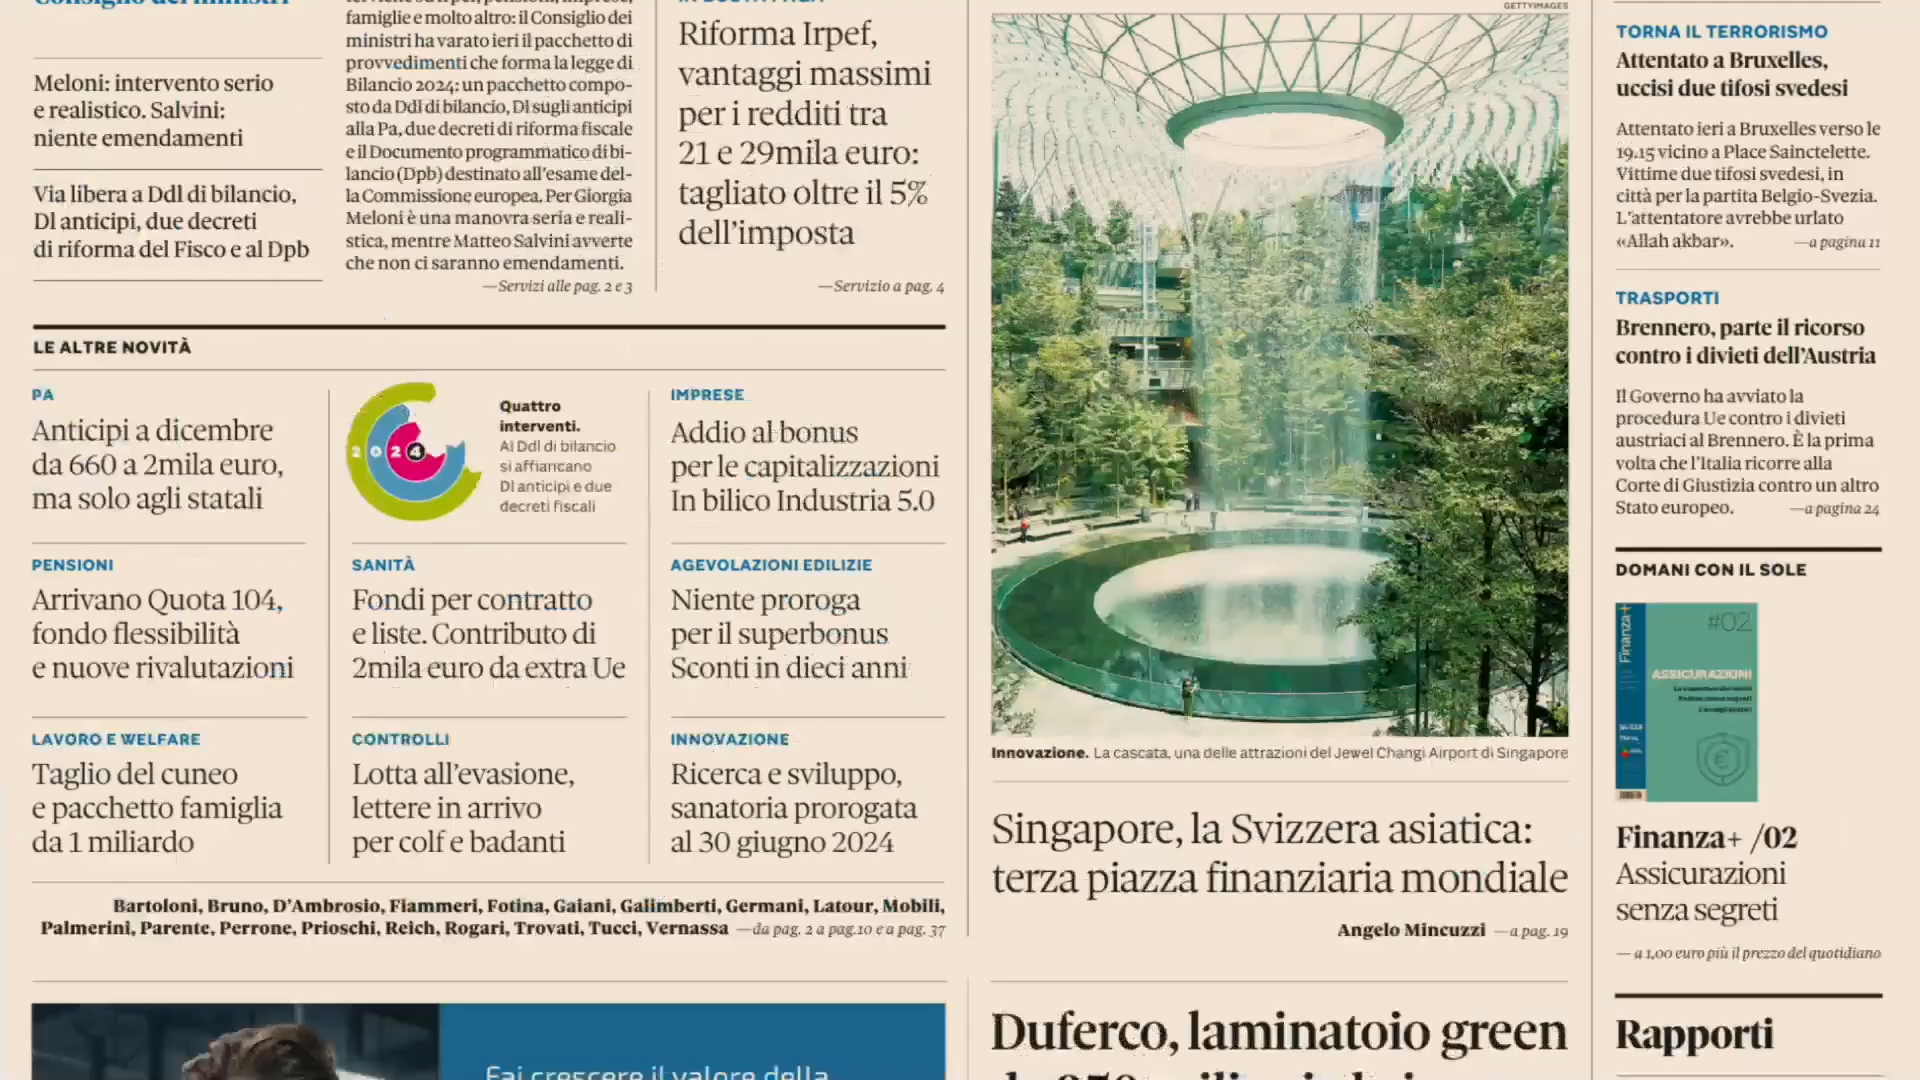 Meloni: intervento serio
e realistico. Salvini:
niente emendamenti
Via libera a Ddl di bilancio,
Dl anticipi, due decreti
di riforma del Fisco e al Dpb
famiglie e molto altro: il Consiglio dei
ministri ha varato ieri il pacchetto di
provvedimenti che forma la legge di
Bilancio 2024: un pacchetto compo-
sto da Ddl di bilancio, Dl sugli anticipi
alla Pa, due decreti di riforma fiscale
e il Documento programmatico di bi-
lancio (Dpb) destinato all'esame del-
la Commissione europea. Per Giorgia
Meloni è una manovra seria e reali-
stica, mentre Matteo Salvini avverte
che non ci saranno emendamenti.
—Servizi alle pag. 2 e 3
Riforma Irpef,
vantaggi massimi
per i redditi tra
21 e 29mila euro:
tagliato oltre il 5%
dell'imposta
—Servizio a pag. 4
LE ALTRE NOVITÀ
PA
Anticipi a dicembre
da 660 a 2mila euro,
ma solo agli statali
2024
Quattro
interventi.
Al Ddl di bilancio
si affiancano
Dl anticipi e due
decreti fiscali
IMPRESE
Addio al bonus
per le capitalizzazioni
In bilico Industria 5.0
PENSIONI
Arrivano Quota 104,
fondo flessibilità
e nuove rivalutazioni
SANITÀ
Fondi per contratto
e liste. Contributo di
2mila euro da extra Ue
AGEVOLAZIONI EDILIZIE
Niente proroga
per il superbonus
Sconti in dieci anni
LAVORO E WELFARE
Taglio del cuneo
e pacchetto famiglia
da 1 miliardo
CONTROLLI
Lotta all'evasione,
lettere in arrivo
per colf e badanti
INNOVAZIONE
Ricerca e sviluppo,
sanatoria prorogata
al 30 giugno 2024
Bartoloni, Bruno, D'Ambrosio, Fiammeri, Fotina, Gaiani, Galimberti, Germani, Latour, Mobili,
Palmerini, Parente, Perrone, Prioschi, Reich, Rogari, Trovati, Tucci, Vernassa —da pag. 2 a pag.10 e a pag. 37
Fai crescere il valore della
GETTYIMAGES
Innovazione. La cascata, una delle attrazioni del Jewel Changi Airport di Singapore
Singapore, la Svizzera asiatica:
terza piazza finanziaria mondiale
Angelo Mincuzzi —a pag. 19
Duferco, laminatoio green
TORNA IL TERRORISMO
Attentato a Bruxelles,
uccisi due tifosi svedesi
Attentato ieri a Bruxelles verso le
19.15 vicino a Place Sainctelette.
Vittime due tifosi svedesi, in
città per la partita Belgio-Svezia.
L'attentatore avrebbe urlato
«Allah akbar». —a pagina 11
TRASPORTI
Brennero, parte il ricorso
contro i divieti dell'Austria
Il Governo ha avviato la
procedura Ue contro i divieti
austriaci al Brennero. È la prima
volta che l'Italia ricorre alla
Corte di Giustizia contro un altro
Stato europeo. —a pagina 24
DOMANI CON IL SOLE
Finanza+
#02
ASSICURAZIONI
Finanza+ /02
Assicurazioni
senza segreti
— a 1,00 euro più il prezzo del quotidiano
Rapporti